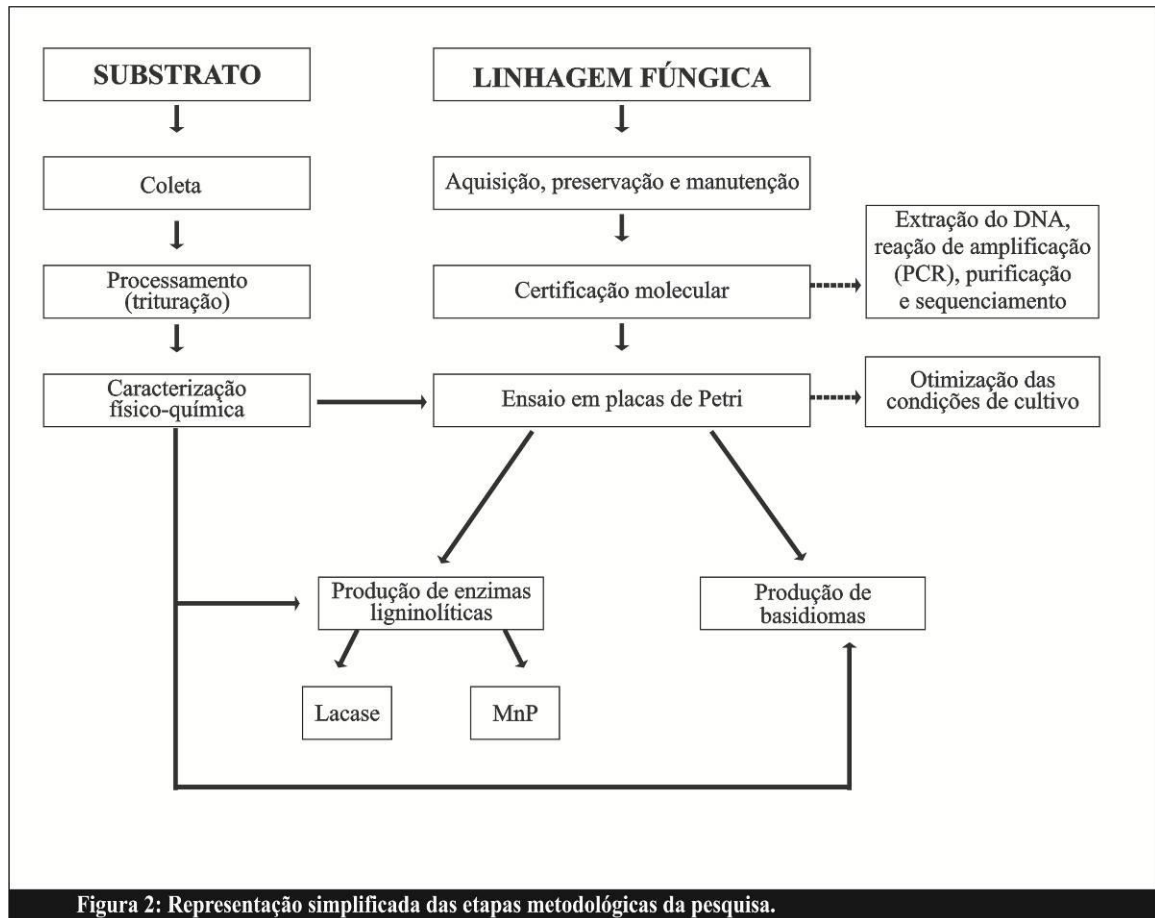 SUBSTRATO
LINHAGEM FÚNGICA
Coleta
Aquisição, preservação e manutenção
Processamento
(trituração)
Certificação molecular
Extração do DNA,
reação de amplificação
(PCR), purificação
e sequenciamento
Caracterização
físico-química
Ensaio em placas de Petri
Otimização das
condições de cultivo
Produção de enzimas
ligninolíticas
Produção de
basidiomas
Lacase
MnP
Figura 2: Representação simplificada das etapas metodológicas da pesquisa.